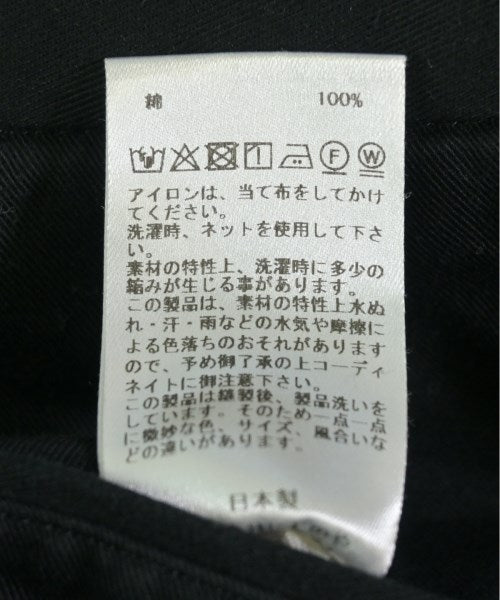 綿 100%
F W
アイロンは、当て布をしてかけ
てください。
洗濯時、ネットを使用して下さ
い。
素材の特性上、洗濯時に多少の
縮みが生じる事があります。
この製品は、素材の特性上水ぬ
れ・汗・雨などの水気や摩擦に
よる色落ちのおそれがあります
ので、予め御了承の上コーディ
ネイトに御注意下さい。
この製品は縫製後、製品洗いを
しています。そのため一点一点
に微妙な色、サイズ、風合いな
どの違いがあります。
日本製